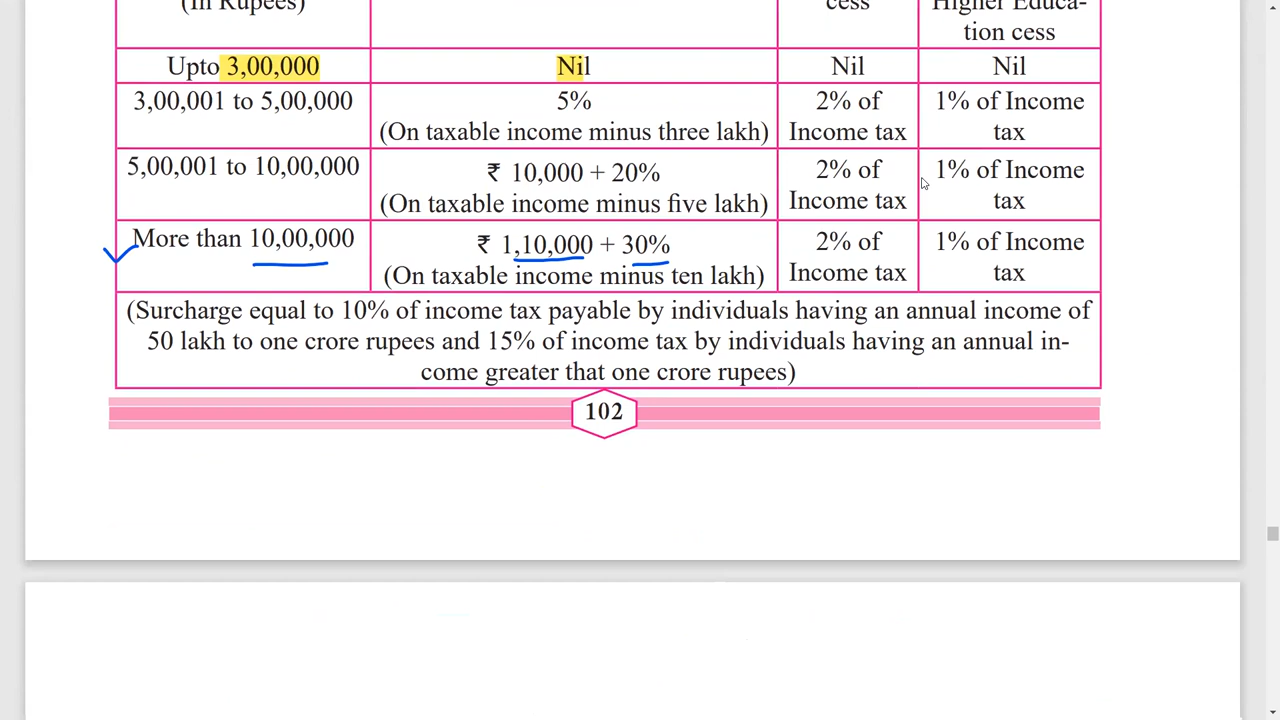 (In Rupees)
cess
Higher Educa-
tion cess
Upto 3,00,000 Nil Nil Nil
3,00,001 to 5,00,000 5% 2% of 1% of Income
(On taxable income minus three lakh) Income tax tax
5,00,001 to 10,00,000 ₹ 10,000 + 20% 2% of 1% of Income
(On taxable income minus five lakh) Income tax tax
More than 10,00,000 ₹ 1,10,000 + 30% 2% of 1% of Income
(On taxable income minus ten lakh) Income tax tax
(Surcharge equal to 10% of income tax payable by individuals having an annual income of
50 lakh to one crore rupees and 15% of income tax by individuals having an annual in-
come greater that one crore rupees)
102